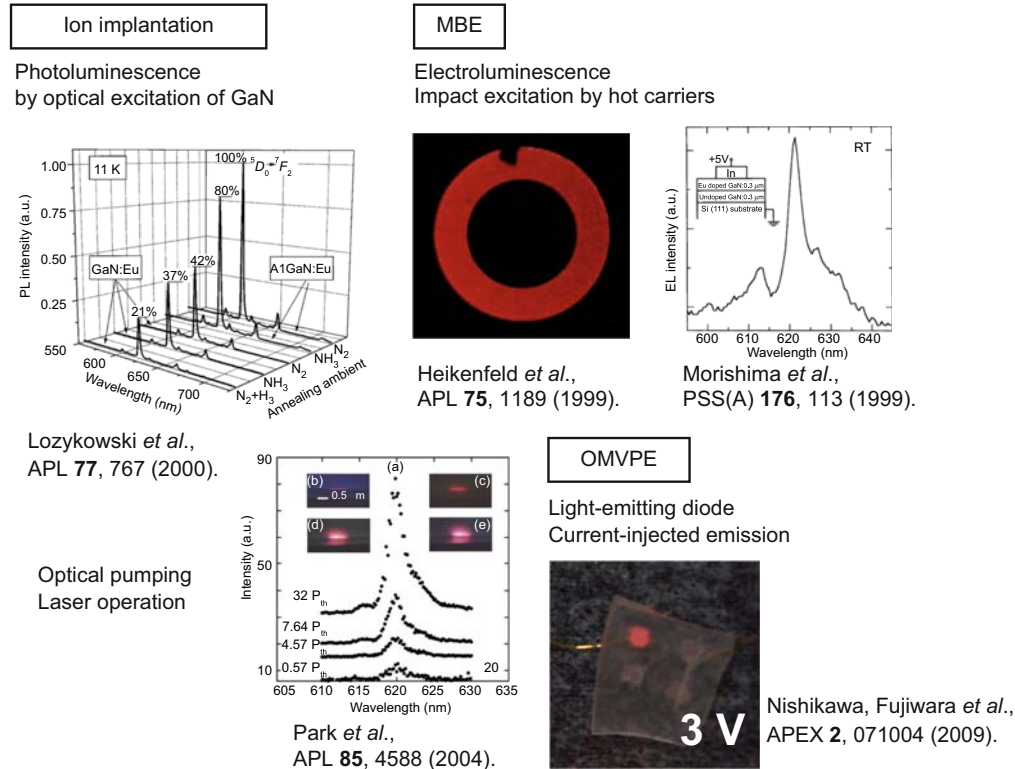 Ion implantation
Photoluminescence
by optical excitation of GaN
1.00
0.75
0.50
0.25
PL intensity (a.u.)
11 K
100% ⁵D₀ ⁷F₂
80%
42%
37%
21%
GaN:Eu
A1GaN:Eu
550
600
650
700
Wavelength (nm)
N₂+H₃
NH₃
N₂
NH₃
N₂
Annealing ambient
Lozykowski et al.,
APL 77, 767 (2000).
MBE
Electroluminescence
Impact excitation by hot carriers
Heikenfeld et al.,
APL 75, 1189 (1999).
EL intensity (a.u.)
RT
+5V
In
Eu doped GaN:0.3 μm
Undoped GaN:0.3 μm
Si (111) substrate
600 610 620 630 640
Wavelength (nm)
Morishima et al.,
PSS(A) 176, 113 (1999).
Optical pumping
Laser operation
90
50
10
Intensity (a.u.)
(a)
(b)
0.5 m
(c)
(d)
(e)
32 Pth
7.64 Pth
4.57 Pth
0.57 Pth
20
605 610 615 620 625 630 635
Wavelength (nm)
Park et al.,
APL 85, 4588 (2004).
OMVPE
Light-emitting diode
Current-injected emission
3 V
Nishikawa, Fujiwara et al.,
APEX 2, 071004 (2009).